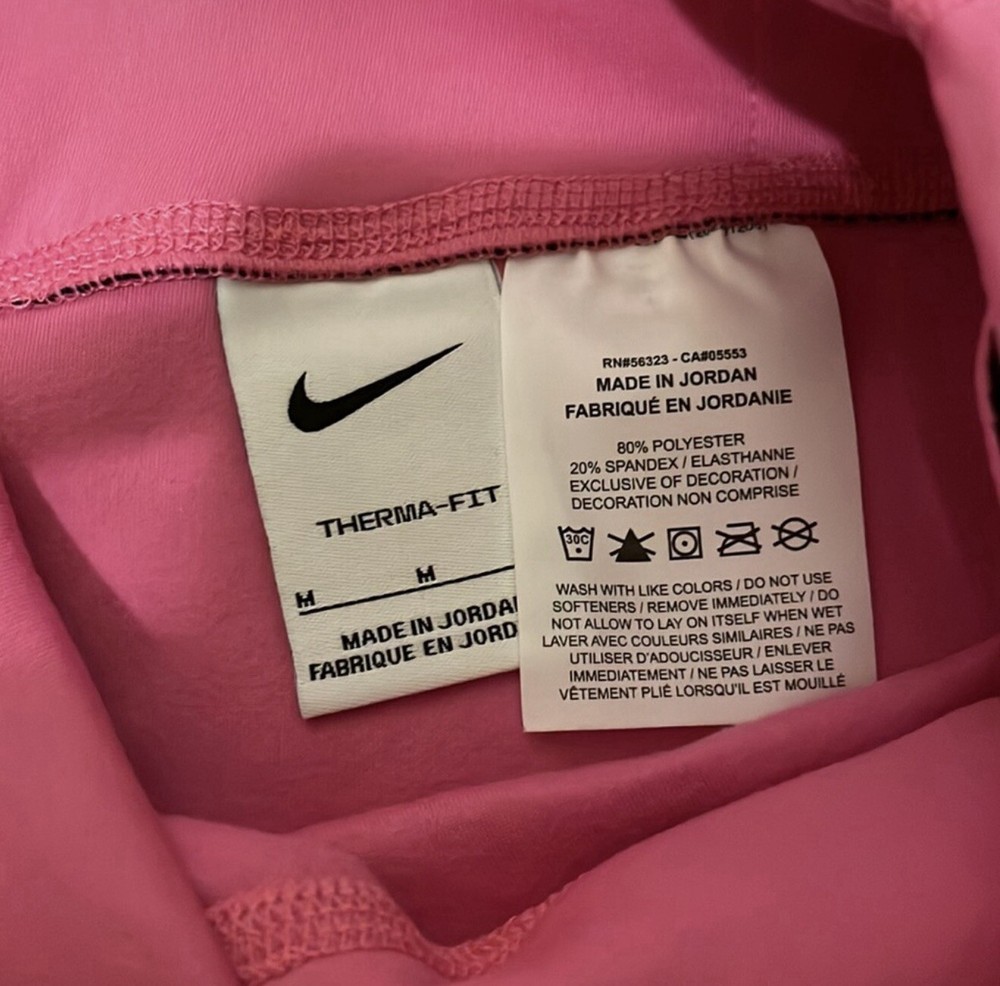 THERMA-FIT
M
M
MADE IN
FABRIQUE EN
RN#56323 - CA#05553
MADE IN JORDAN
FABRIQUÉ EN JORDANIE
80% POLYESTER
20% SPANDEX / ELASTHANNE
EXCLUSIVE OF DECORATION /
DECORATION NON COMPRISE
30C
WASH WITH LIKE COLORS / DO NOT USE
SOFTENERS / REMOVE IMMEDIATELY / DO
NOT ALLOW TO LAY ON ITSELF WHEN WET
LAVER AVEC COULEURS SIMILAIRES / NE PAS
UTILISER D'ADOUCISSEUR / ENLEVER
IMMEDIATEMENT / NE PAS LAISSER LE
VÊTEMENT PLIÉ LORSQU'IL EST MOUILLÉ